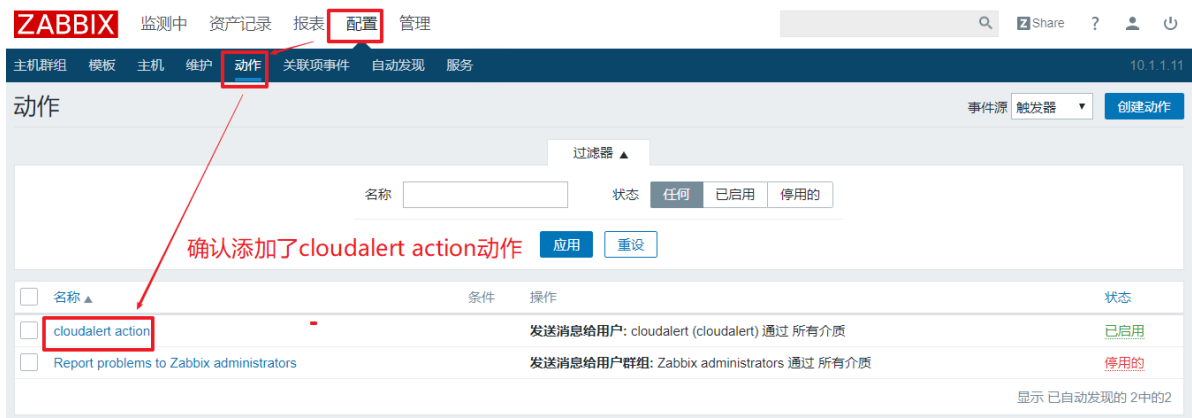 ZABBIX 监测中 资产记录 报表 配置 管理 Z Share ?
主机群组 模板 主机 维护 动作 关联项事件 自动发现 服务 10.1.1.11
动作 事件源 触发器 ▼ 创建动作
过滤器 ▲
名称 状态 任何 已启用 停用的
确认添加了cloudalert action动作 应用 重设
名称 ▲ 条件 操作 状态
cloudalert action 发送消息给用户: cloudalert (cloudalert) 通过 所有介质 已启用
Report problems to Zabbix administrators 发送消息给用户群组: Zabbix administrators 通过 所有介质 停用的
显示 已自动发现的 2中的2